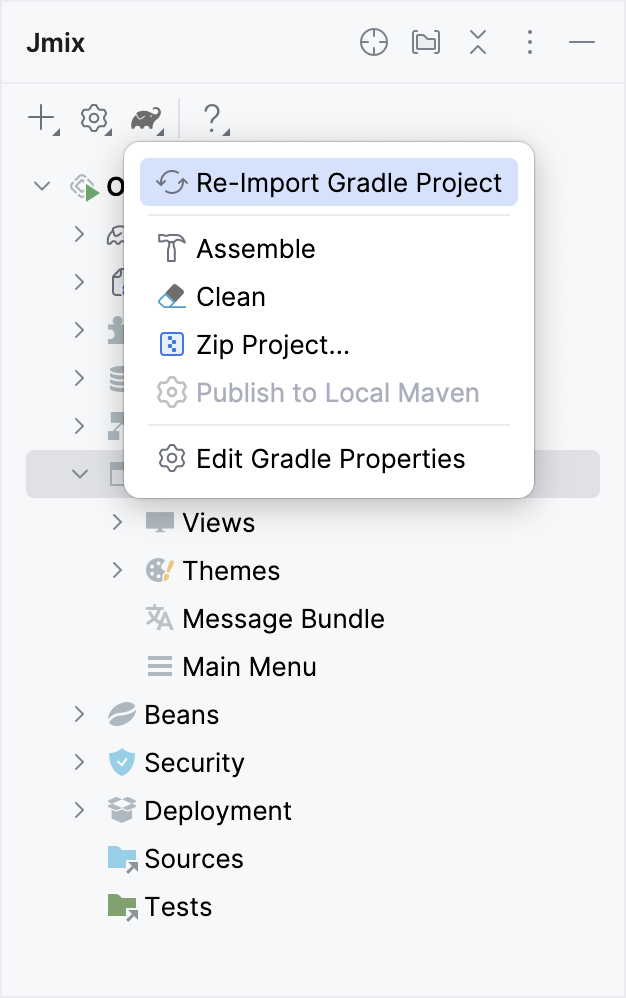 Jmix
Re-Import Gradle Project
Assemble
Clean
Zip Project...
Publish to Local Maven
Edit Gradle Properties
Views
Themes
Message Bundle
Main Menu
Beans
Security
Deployment
Sources
Tests